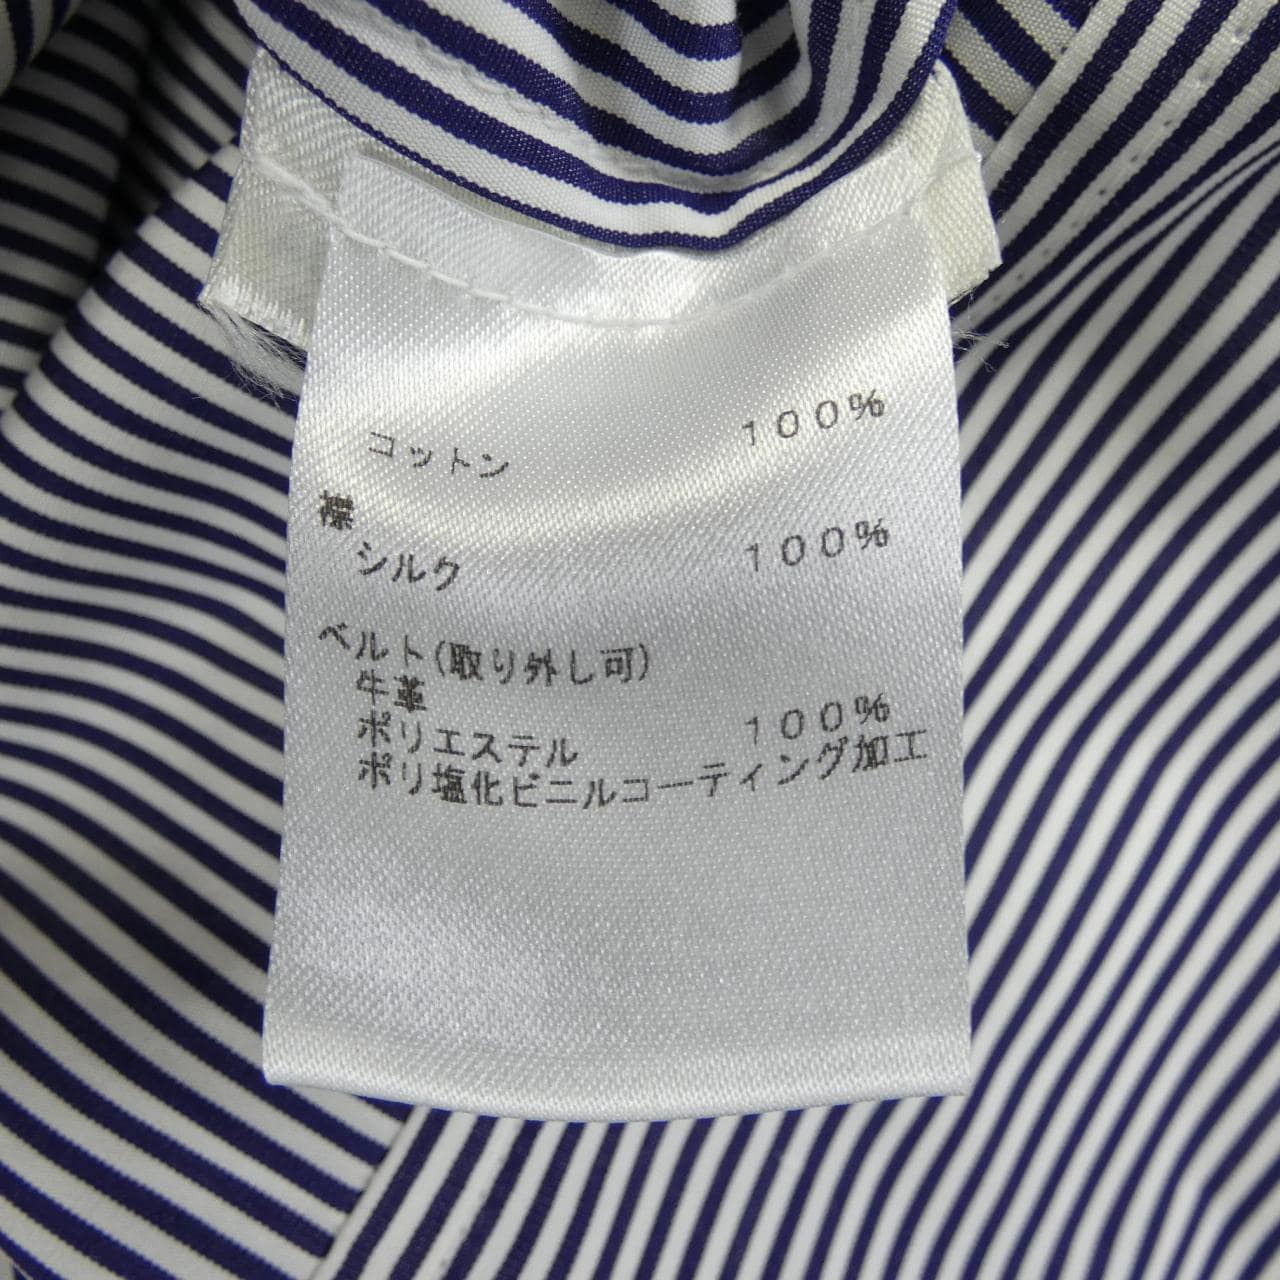 コットン 100%
襟
シルク 100%
ベルト(取り外し可)
牛革
ポリエステル 100%
ポリ塩化ビニルコーティング加工